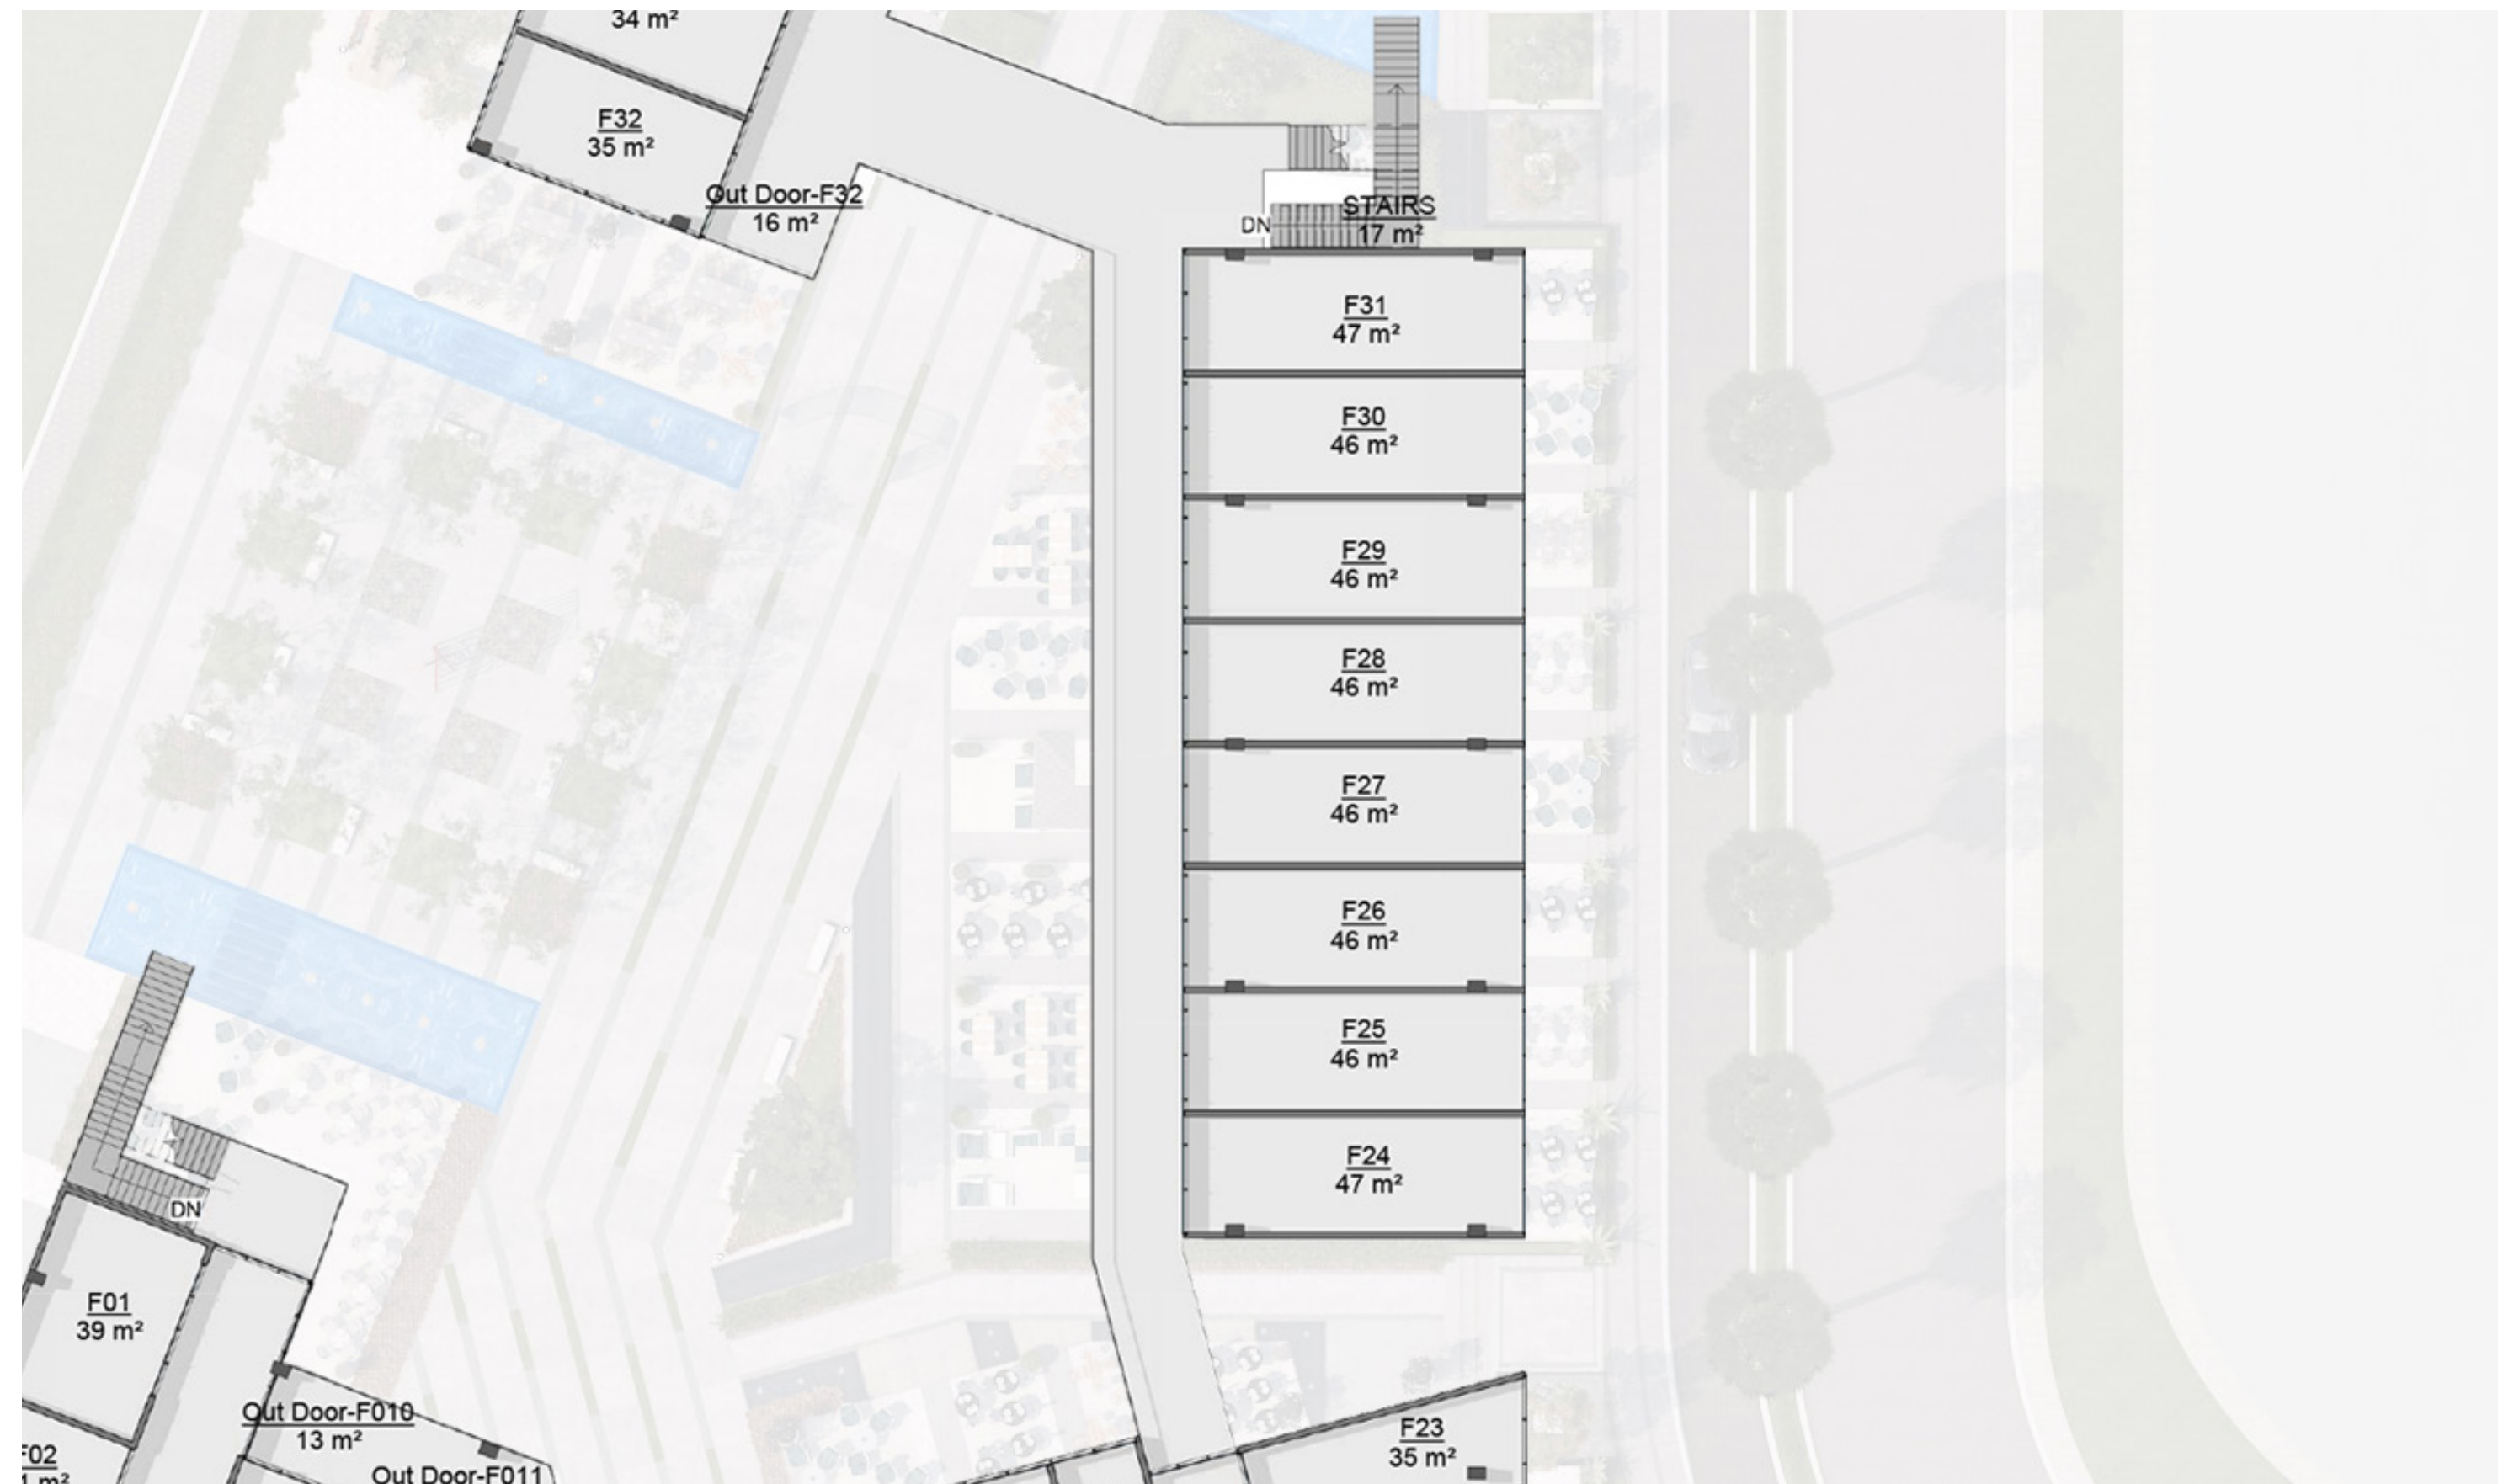 34 m²
F32
35 m²
Out Door-F32
16 m²
STAIRS
17 m²
DN
F31
47 m²
F30
46 m²
F29
46 m²
F28
46 m²
F27
46 m²
F26
46 m²
F25
46 m²
F24
47 m²
DN
F01
39 m²
Out Door-F010
13 m²
F02
Out Door-F011
F23
35 m²